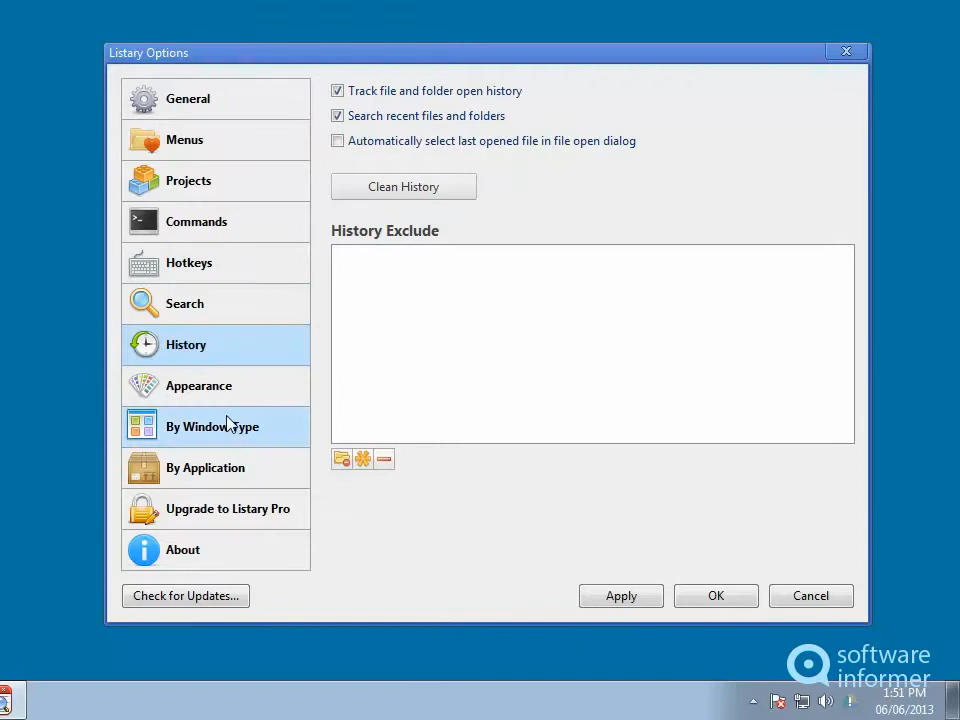 Listary Options
General
Menus
Projects
Commands
Hotkeys
Search
History
Appearance
By Window Type
By Application
Upgrade to Listary Pro
About
Track file and folder open history
Search recent files and folders
Automatically select last opened file in file open dialog
Clean History
History Exclude
Check for Updates...
Apply
OK
Cancel
software
informer
1:51 PM
06/06/2013